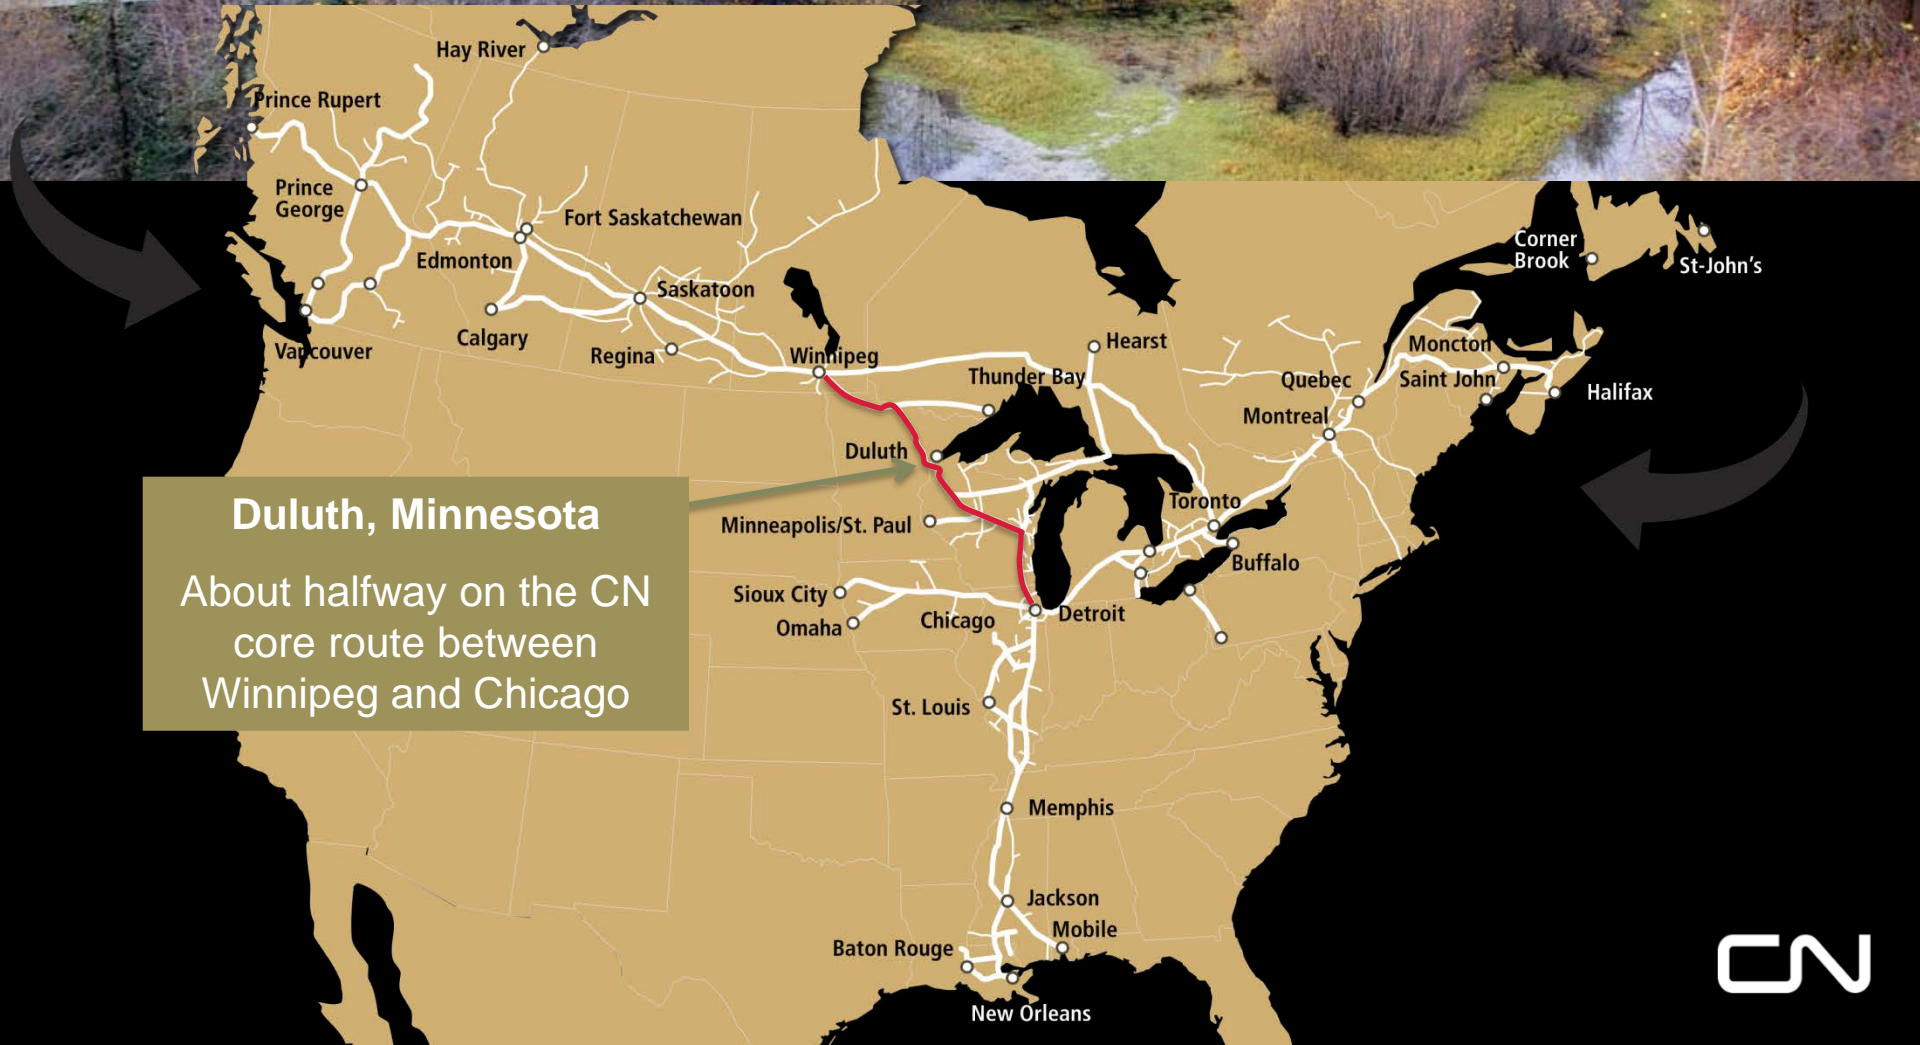 Hay River
Prince Rupert
Prince
George
Fort Saskatchewan
Edmonton
Saskatoon
Calgary
Regina
Vancouver
Winnipeg
Thunder Bay
Hearst
Corner
Brook
St-John's
Moncton
Quebec
Saint John
Halifax
Montreal
Duluth
Duluth, Minnesota
About halfway on the CN
core route between
Winnipeg and Chicago
Minneapolis/St. Paul
Toronto
Buffalo
Sioux City
Omaha
Chicago
Detroit
St. Louis
Memphis
Jackson
Mobile
Baton Rouge
New Orleans
CN